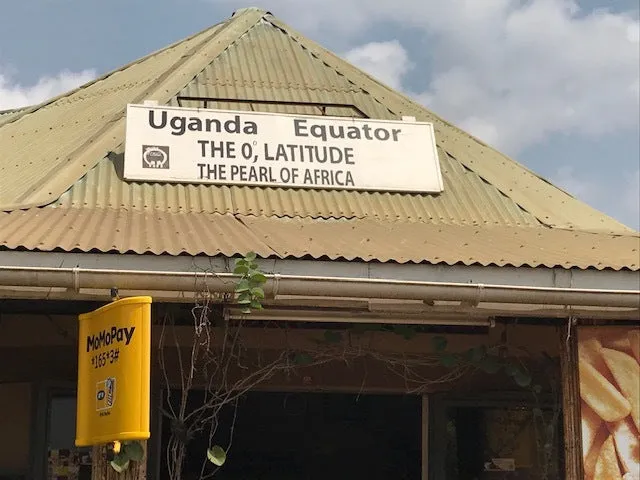 Uganda Equator
THE 0°, LATITUDE
THE PEARL OF AFRICA
MoMoPay
*165*3#